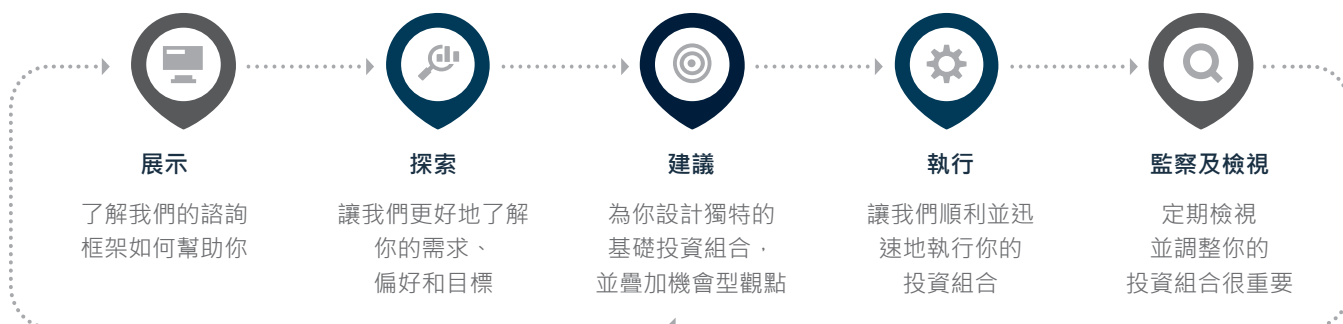 展示
了解我們的諮詢
框架如何幫助你
探索
讓我們更好地了解
你的需求、
偏好和目標
建議
為你設計獨特的
基礎投資組合，
並疊加機會型觀點
執行
讓我們順利並迅
速地執行你的
投資組合
監察及檢視
定期檢視
並調整你的
投資組合很重要